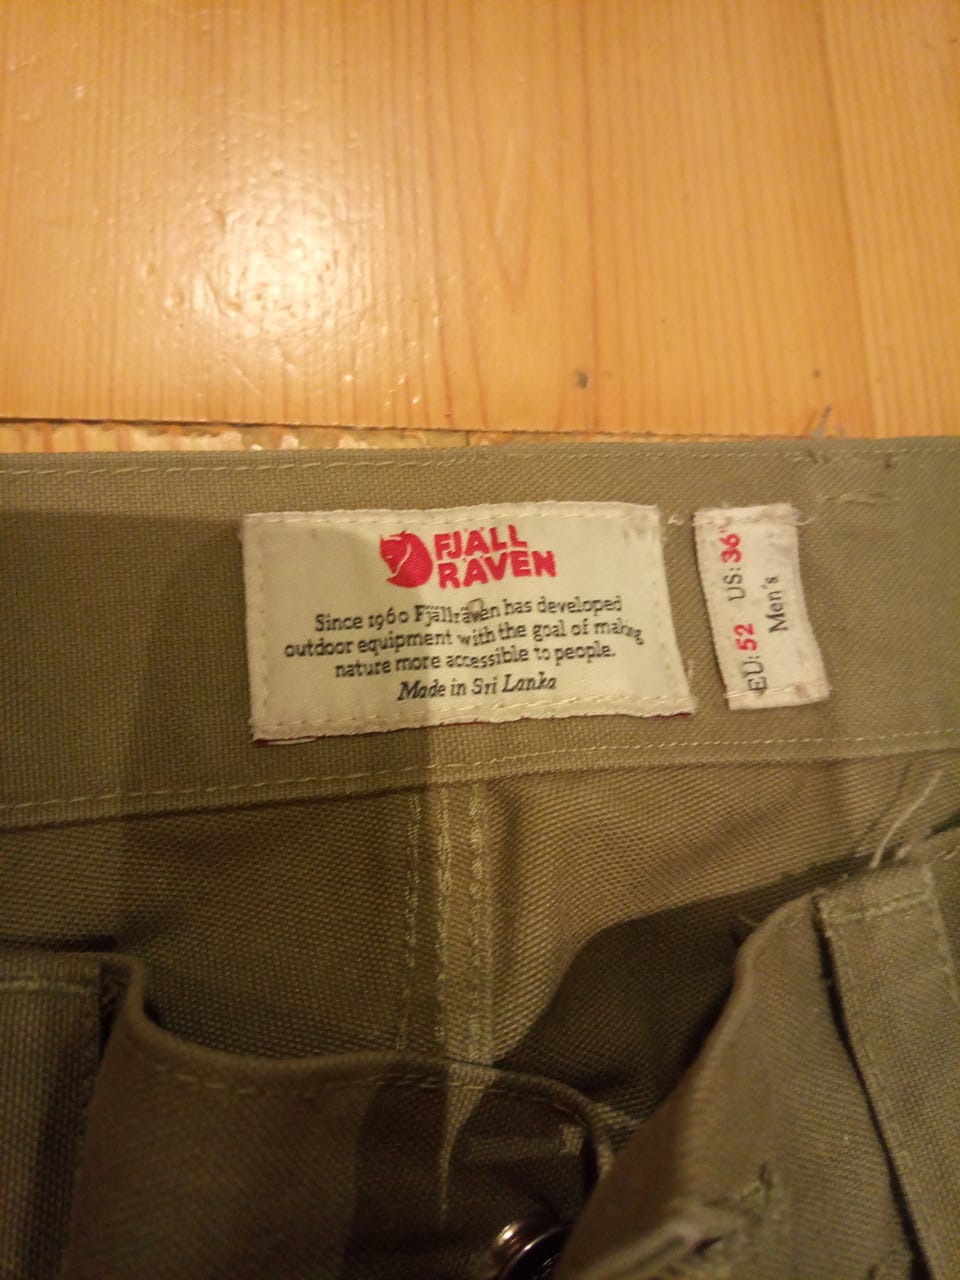 FJÄLL
RÄVEN
Since 1960 Fjällräven has developed
outdoor equipment with the goal of making
nature more accessible to people.
Made in Sri Lanka
EU: 52 US: 36"
Men's